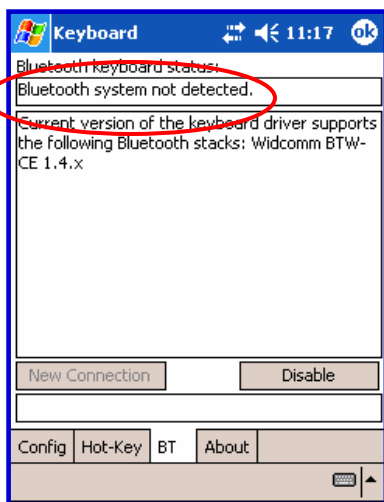 Keyboard 11:17 ok
Bluetooth keyboard status:
Bluetooth system not detected.
Current version of the keyboard driver supports
the following Bluetooth stacks: Widcomm BTW-
CE 1.4.x
New Connection Disable
Config Hot-Key BT About